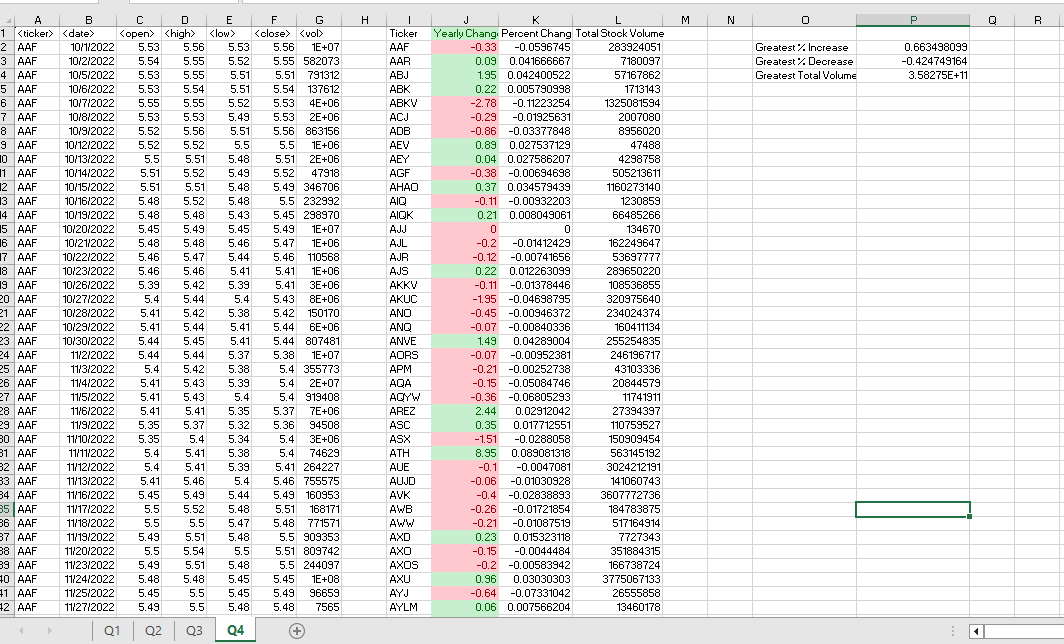 A B C D E F G H I J K L M N O P Q R
1 <ticker> <date> <open> <high> <low> <close> <vol> Ticker Yearly Chang Percent Chang Total Stock Volume
2 AAF 10/1/2022 5.53 5.56 5.53 5.56 1E+07 AAF -0.33 -0.0596745 283924051 Greatest % Increase 0.663498099
3 AAF 10/2/2022 5.54 5.55 5.52 5.55 582073 AAR 0.09 0.041666667 7180097 Greatest % Decrease -0.424749164
4 AAF 10/5/2022 5.53 5.55 5.51 5.51 791312 ABJ 1.95 0.042400522 57167862 Greatest Total Volume 3.58275E+11
5 AAF 10/6/2022 5.53 5.54 5.51 5.54 137612 ABK 0.22 0.005790998 1713143
6 AAF 10/7/2022 5.55 5.55 5.52 5.53 4E+06 ABKV -2.78 -0.11223254 1325081594
7 AAF 10/8/2022 5.53 5.53 5.49 5.53 2E+06 ACJ -0.29 -0.01925631 2007080
8 AAF 10/9/2022 5.52 5.56 5.51 5.56 863156 ADB -0.86 -0.03377848 8956020
9 AAF 10/12/2022 5.52 5.52 5.5 5.5 1E+06 AEV 0.89 0.027537129 47488
10 AAF 10/13/2022 5.5 5.51 5.48 5.51 2E+06 AEY 0.04 0.027586207 4298758
11 AAF 10/14/2022 5.51 5.52 5.49 5.52 47918 AGF -0.38 -0.00694698 505213611
12 AAF 10/15/2022 5.51 5.51 5.48 5.49 346706 AHAO 0.37 0.034579439 1160273140
13 AAF 10/16/2022 5.48 5.52 5.48 5.5 232992 AIQ -0.11 -0.00932203 1230859
14 AAF 10/19/2022 5.48 5.48 5.43 5.45 298970 AIQK 0.21 0.008049061 66485266
15 AAF 10/20/2022 5.45 5.49 5.45 5.49 1E+07 AJJ 0 0 134670
16 AAF 10/21/2022 5.48 5.48 5.46 5.47 1E+06 AJL -0.2 -0.01412429 162249647
17 AAF 10/22/2022 5.46 5.47 5.44 5.46 110568 AJR -0.12 -0.00741656 53697777
18 AAF 10/23/2022 5.46 5.46 5.41 5.41 1E+06 AJS 0.22 0.012263099 289650220
19 AAF 10/26/2022 5.39 5.42 5.39 5.41 3E+06 AKKV -0.11 -0.01378446 108536855
20 AAF 10/27/2022 5.4 5.44 5.4 5.43 8E+06 AKUC -1.95 -0.04698795 320975640
21 AAF 10/28/2022 5.41 5.42 5.38 5.42 150170 ANO -0.45 -0.00946372 234024374
22 AAF 10/29/2022 5.41 5.44 5.41 5.44 6E+06 ANQ -0.07 -0.00840336 160411134
23 AAF 10/30/2022 5.44 5.45 5.41 5.44 807481 ANVE 1.49 0.04289004 255254835
24 AAF 11/2/2022 5.44 5.44 5.37 5.38 1E+07 AORS -0.07 -0.00952381 246196717
25 AAF 11/3/2022 5.4 5.42 5.38 5.4 355773 APM -0.21 -0.00252738 43103336
26 AAF 11/4/2022 5.41 5.43 5.39 5.4 2E+07 AQA -0.15 -0.05084746 20844579
27 AAF 11/5/2022 5.41 5.43 5.4 5.4 919408 AQYW -0.36 -0.06805293 11741911
28 AAF 11/6/2022 5.41 5.41 5.35 5.37 7E+06 AREZ 2.44 0.02912042 27394397
29 AAF 11/9/2022 5.35 5.37 5.32 5.36 94508 ASC 0.35 0.017712551 110759527
30 AAF 11/10/2022 5.35 5.4 5.34 5.4 3E+06 ASX -1.51 -0.0288058 150909454
31 AAF 11/11/2022 5.4 5.41 5.38 5.4 74629 ATH 8.95 0.089081318 563145192
32 AAF 11/12/2022 5.4 5.41 5.39 5.41 264227 AUE -0.1 -0.0047081 3024212191
33 AAF 11/13/2022 5.41 5.46 5.4 5.46 755575 AUJD -0.06 -0.01030928 141060743
34 AAF 11/16/2022 5.45 5.49 5.44 5.49 160953 AVK -0.4 -0.02838893 3607772736
35 AAF 11/17/2022 5.5 5.52 5.48 5.51 168171 AWB -0.26 -0.01721854 184783875
36 AAF 11/18/2022 5.5 5.5 5.47 5.48 771571 AWW -0.21 -0.01087519 517164914
37 AAF 11/19/2022 5.49 5.51 5.48 5.5 909353 AXD 0.23 0.015323118 7727343
38 AAF 11/20/2022 5.5 5.54 5.5 5.51 809742 AXO -0.15 -0.0044484 351884315
39 AAF 11/23/2022 5.49 5.51 5.48 5.5 244097 AXOS -0.2 -0.00583942 166738724
40 AAF 11/24/2022 5.48 5.48 5.45 5.45 1E+08 AXU 0.96 0.03030303 3775067133
41 AAF 11/25/2022 5.45 5.5 5.45 5.49 96659 AYJ -0.64 -0.07331042 26555858
42 AAF 11/27/2022 5.49 5.5 5.48 5.48 7565 AYLM 0.06 0.007566204 13460178
Q1 Q2 Q3 Q4